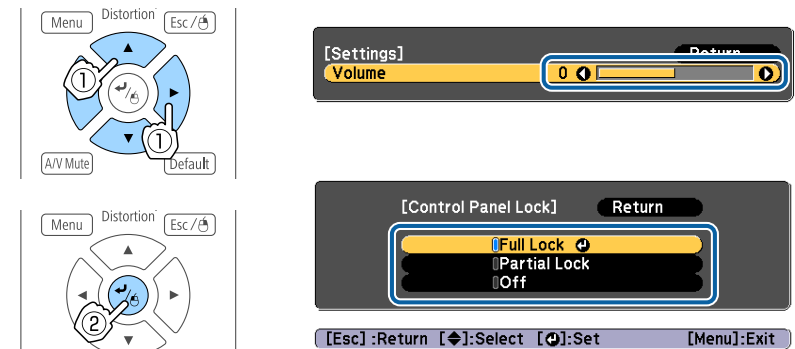 Menu
Distortion
Esc/
①
①
A/V Mute
Default
[Settings]
Return
Volume 0
Menu
Distortion
Esc/
②
[Control Panel Lock] Return
Full Lock
Partial Lock
Off
[Esc] :Return [◆]:Select [↵]:Set [Menu]:Exit